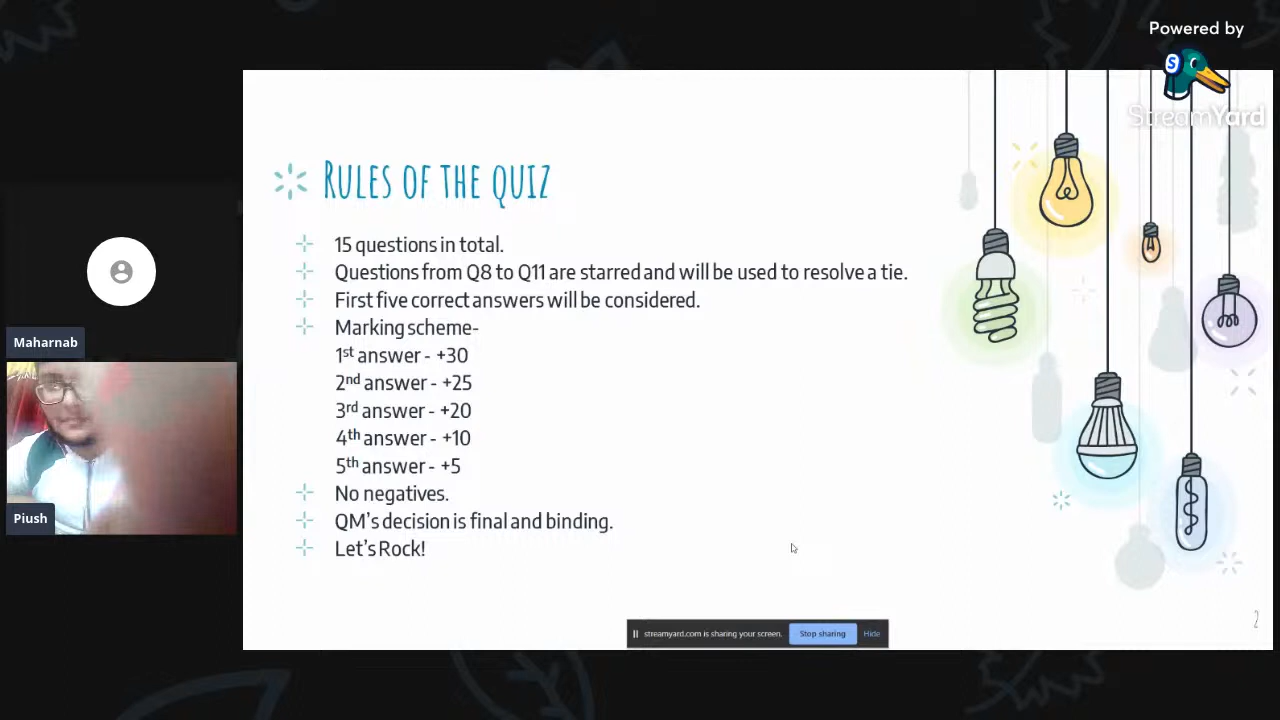 Powered by
StreamYard
Rules of the quiz
15 questions in total.
Questions from Q8 to Q11 are starred and will be used to resolve a tie.
First five correct answers will be considered.
Marking scheme-
1st answer - +30
2nd answer - +25
3rd answer - +20
4th answer - +10
5th answer - +5
No negatives.
QM's decision is final and binding.
Let's Rock!
Maharnab
Piush
streamyard.com is sharing your screen. Stop sharing Hide
2